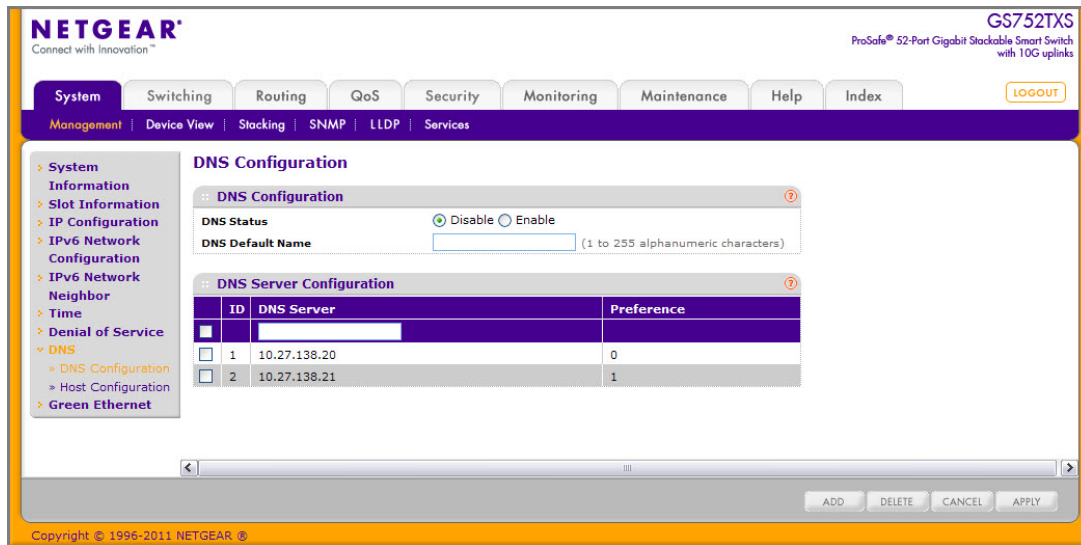 NETGEAR®
Connect with Innovation™
GS752TXS
ProSafe® 52-Port Gigabit Stackable Smart Switch
with 10G uplinks
System Switching Routing QoS Security Monitoring Maintenance Help Index LOGOUT
Management | Device View | Stacking | SNMP | LLDP | Services
System
Information
Slot Information
IP Configuration
IPv6 Network
Configuration
IPv6 Network
Neighbor
Time
Denial of Service
DNS
» DNS Configuration
» Host Configuration
Green Ethernet
DNS Configuration
DNS Configuration ?
DNS Status Disable Enable
DNS Default Name (1 to 255 alphanumeric characters)
DNS Server Configuration ?
ID DNS Server Preference
1 10.27.138.20 0
2 10.27.138.21 1
ADD DELETE CANCEL APPLY
Copyright © 1996-2011 NETGEAR ®